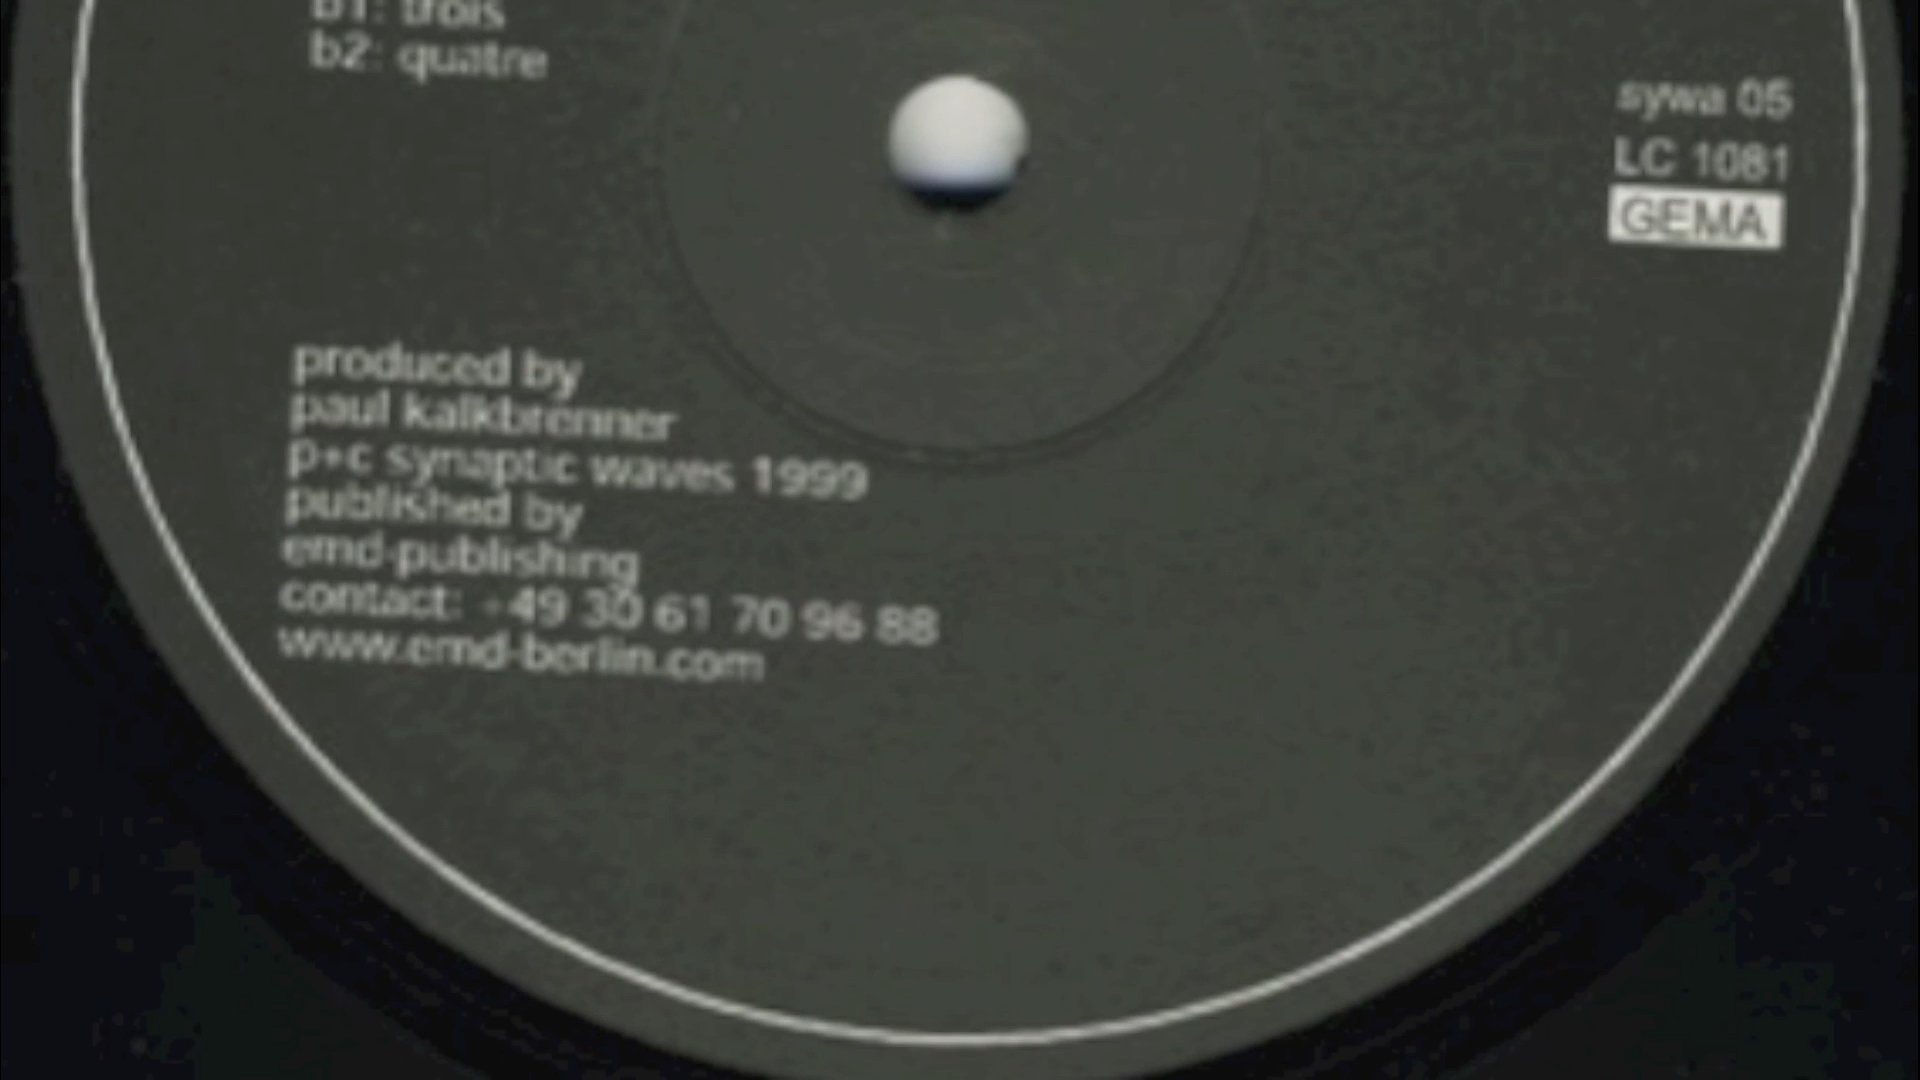 b1: trois
b2: quatre
sywa 05
LC 1081
GEMA
produced by
paul kalkbrenner
p+c synaptic waves 1999
published by
emd-publishing
contact: +49 30 61 70 96 88
www.emd-berlin.com